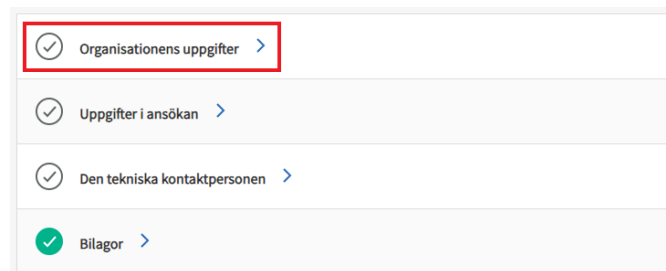 Organisationens uppgifter
Uppgifter i ansökan
Den tekniska kontaktpersonen
Bilagor